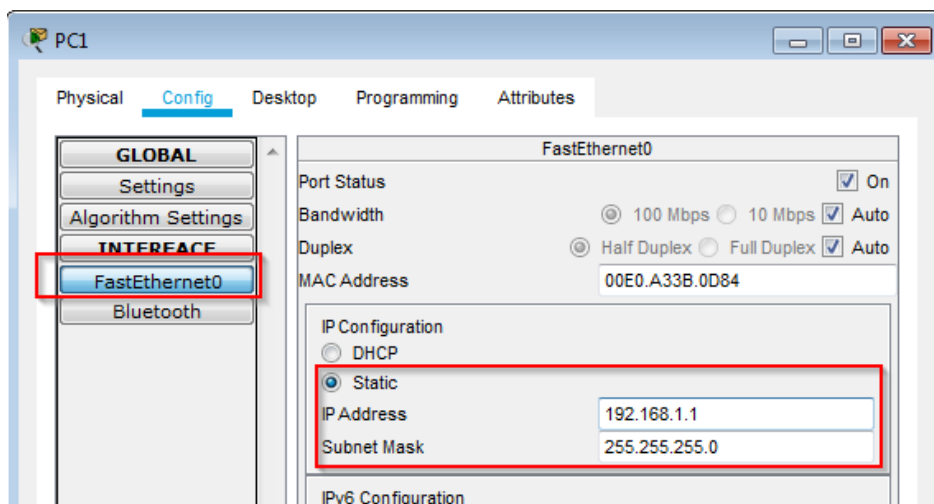 PC1
Physical Config Desktop Programming Attributes
GLOBAL
Settings
Algorithm Settings
INTERFACE
FastEthernet0
Bluetooth
FastEthernet0
Port Status On
Bandwidth 100 Mbps 10 Mbps Auto
Duplex Half Duplex Full Duplex Auto
MAC Address 00E0.A33B.0D84
IP Configuration
DHCP
Static
IP Address 192.168.1.1
Subnet Mask 255.255.255.0
IPv6 Configuration